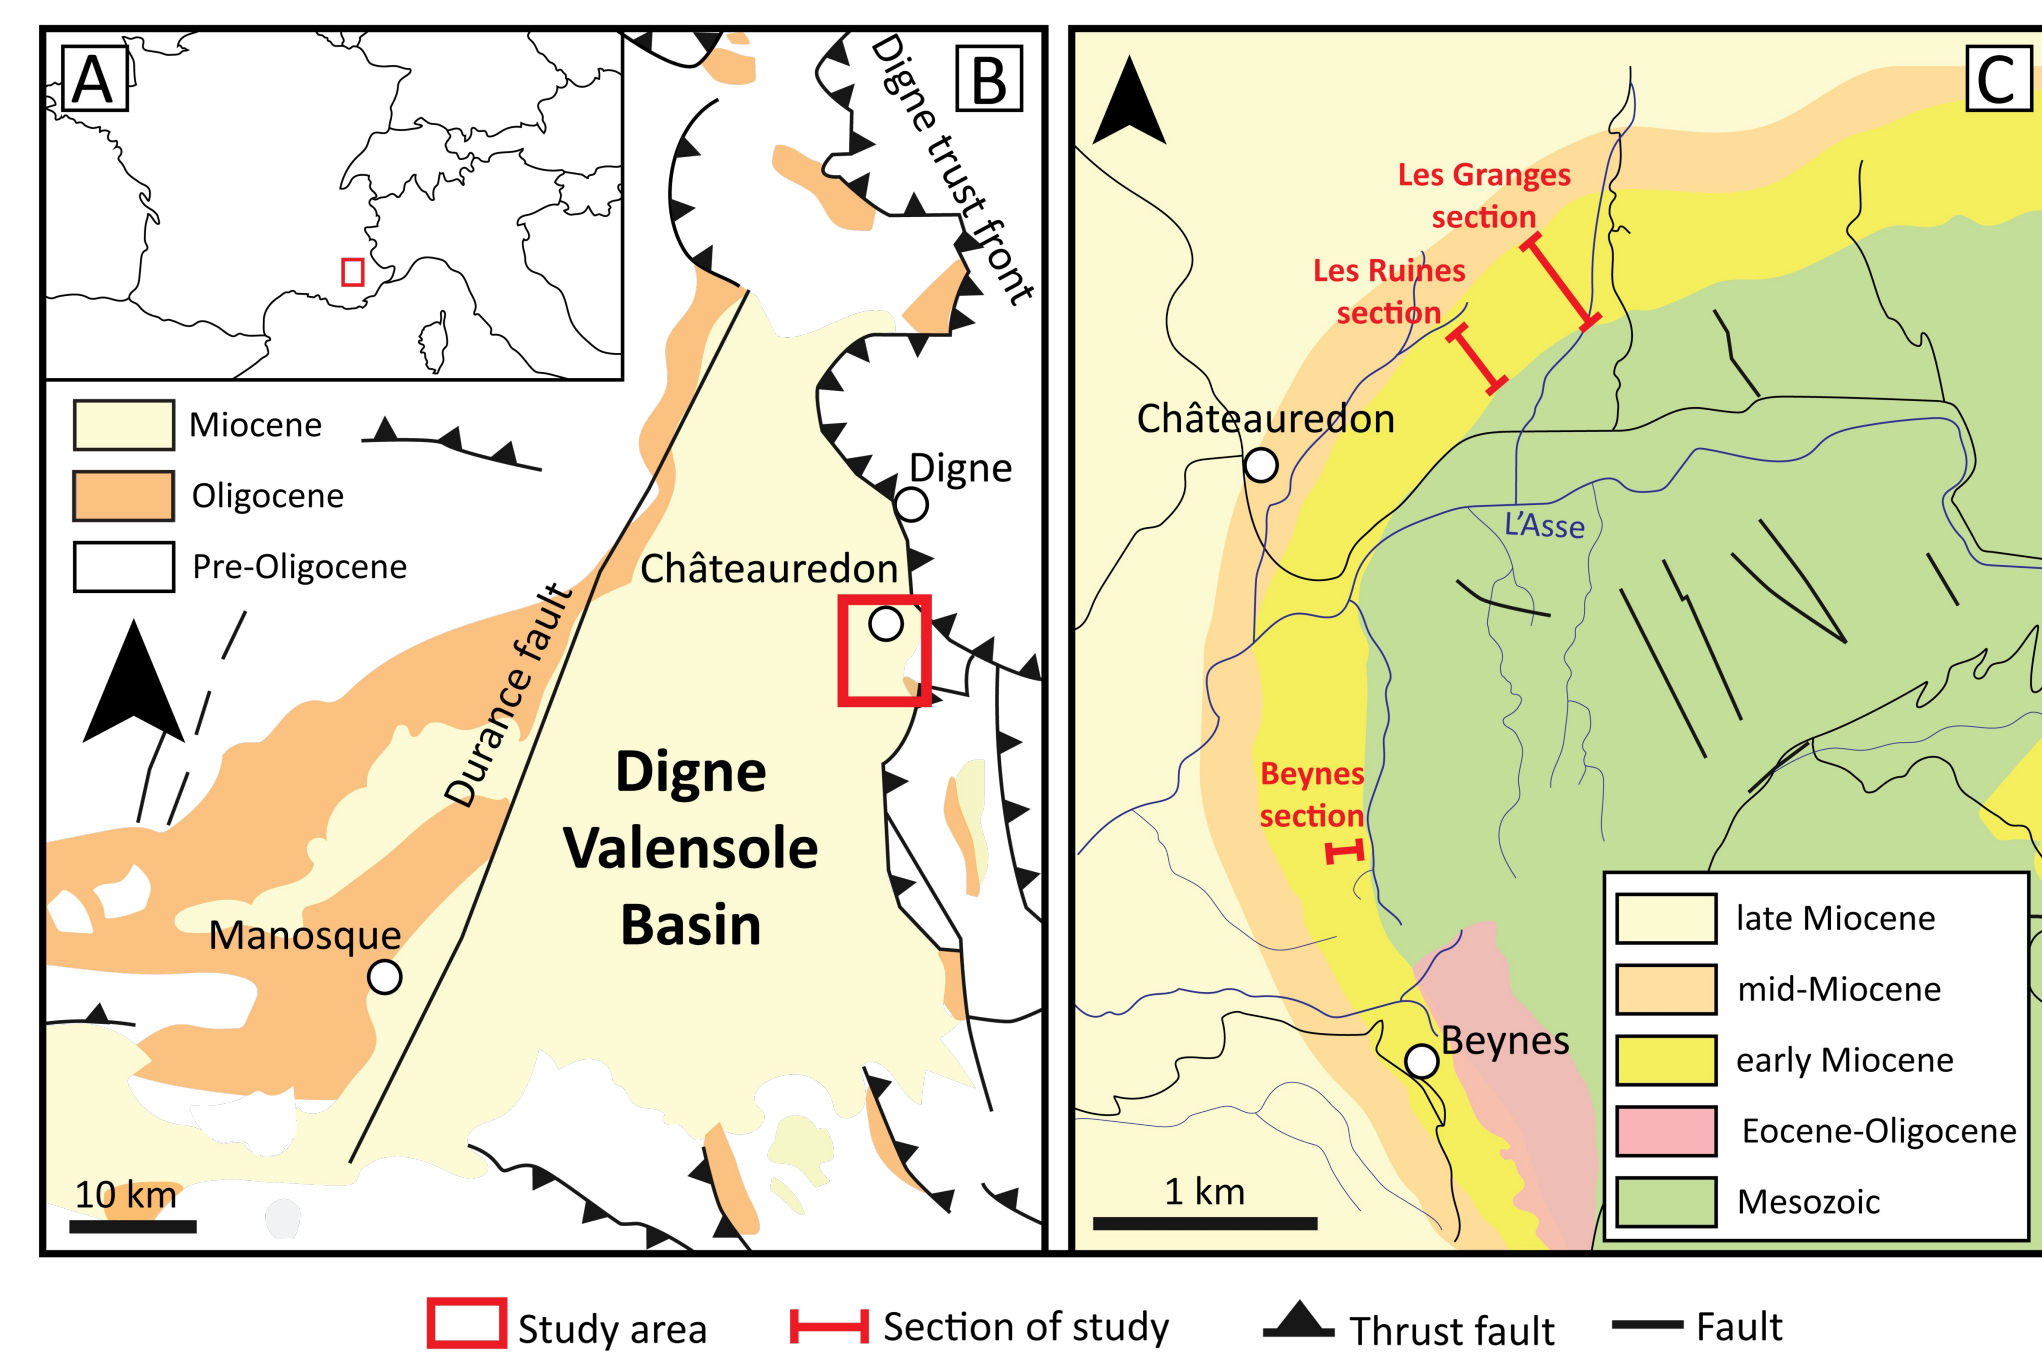 A
B
C
Digne trust front
Miocene
Oligocene
Pre-Oligocene
Digne
Châteauredon
Durance fault
Digne
Valensole
Basin
Manosque
10 km
Les Granges
section
Les Ruines
section
Châteauredon
L'Asse
Beynes
section
Beynes
1 km
late Miocene
mid-Miocene
early Miocene
Eocene-Oligocene
Mesozoic
Study area
Section of study
Thrust fault
Fault